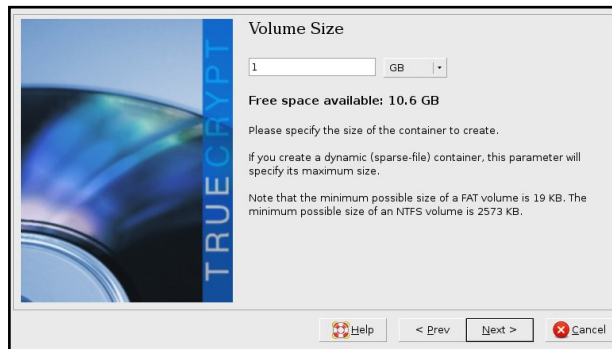 Volume Size
1
GB
Free space available: 10.6 GB
Please specify the size of the container to create.
If you create a dynamic (sparse-file) container, this parameter will
specify its maximum size.
Note that the minimum possible size of a FAT volume is 19 KB. The
minimum possible size of an NTFS volume is 2573 KB.
TRUECRYPT
Help
< Prev
Next >
Cancel